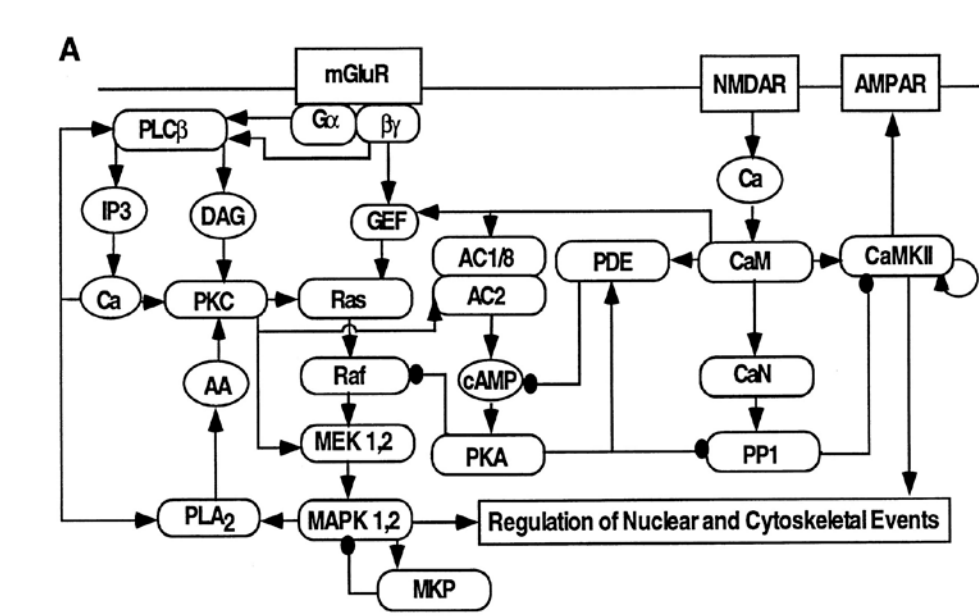 A
mGluR
NMDAR
AMPAR
PLCβ
Gα
βγ
IP3
DAG
GEF
Ca
AC1/8
PDE
CaM
CaMKII
Ca
PKC
Ras
AC2
AA
Raf
cAMP
CaN
MEK 1,2
PKA
PP1
PLA2
MAPK 1,2
Regulation of Nuclear and Cytoskeletal Events
MKP